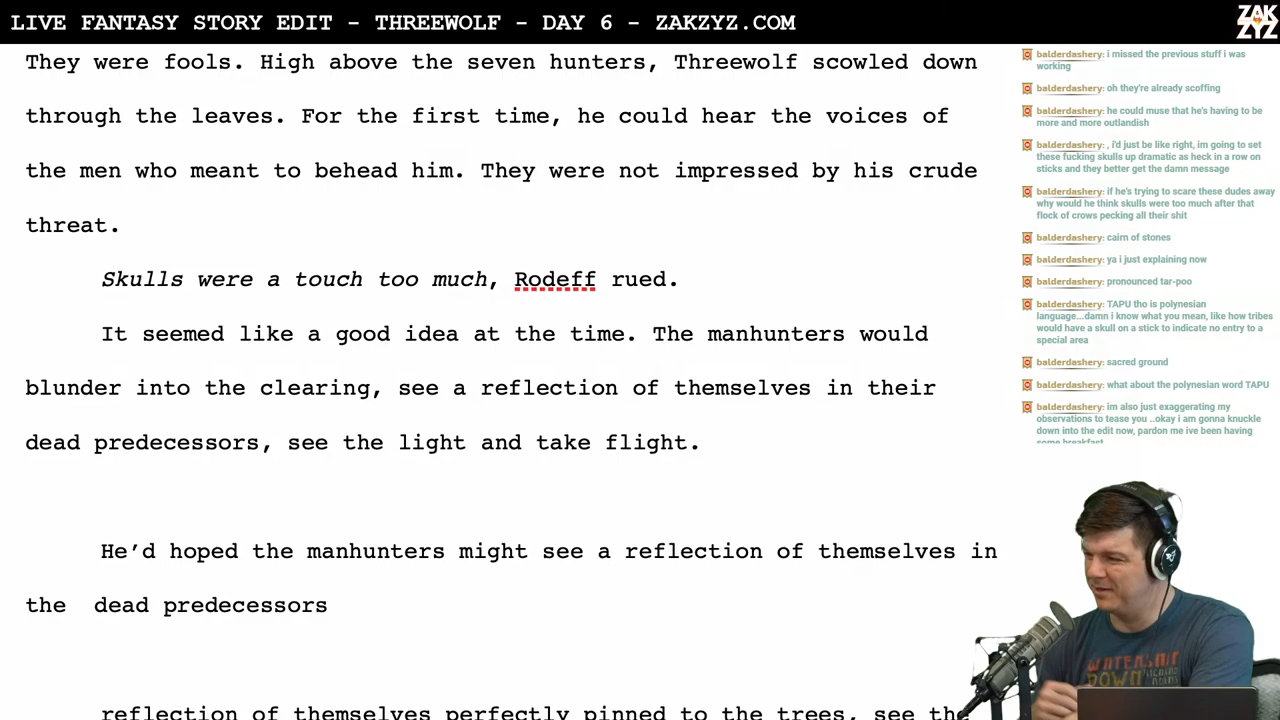 LIVE FANTASY STORY EDIT - THREEWOLF - DAY 6 - ZAKZYZ.COM
ZAK
ZYZ
They were fools. High above the seven hunters, Threewolf scowled down
through the leaves. For the first time, he could hear the voices of
the men who meant to behead him. They were not impressed by his crude
threat.
Skulls were a touch too much, Rodeff rued.
It seemed like a good idea at the time. The manhunters would
blunder into the clearing, see a reflection of themselves in their
dead predecessors, see the light and take flight.
He’d hoped the manhunters might see a reflection of themselves in
the  dead predecessors
reflection of themselves perfectly pinned to the trees, see the
balderdashery: i missed the previous stuff i was
working
balderdashery: oh they're already scoffing
balderdashery: he could muse that he's having to be
more and more outlandish
balderdashery: , i'd just be like right, im going to set
these fucking skulls up dramatic as heck in a row on
sticks and they better get the damn message
balderdashery: if he's trying to scare these dudes away
why would he think skulls were too much after that
flock of crows pecking all their shit
balderdashery: cairn of stones
balderdashery: ya i just explaining now
balderdashery: pronounced tar-poo
balderdashery: TAPU tho is polynesian
language...damn i know what you mean, like how tribes
would have a skull on a stick to indicate no entry to a
special area
balderdashery: sacred ground
balderdashery: what about the polynesian word TAPU
balderdashery: im also just exaggerating my
observations to tease you ..okay i am gonna knuckle
down into the edit now, pardon me ive been having
some breakfast
WATERSHIP
DOWN